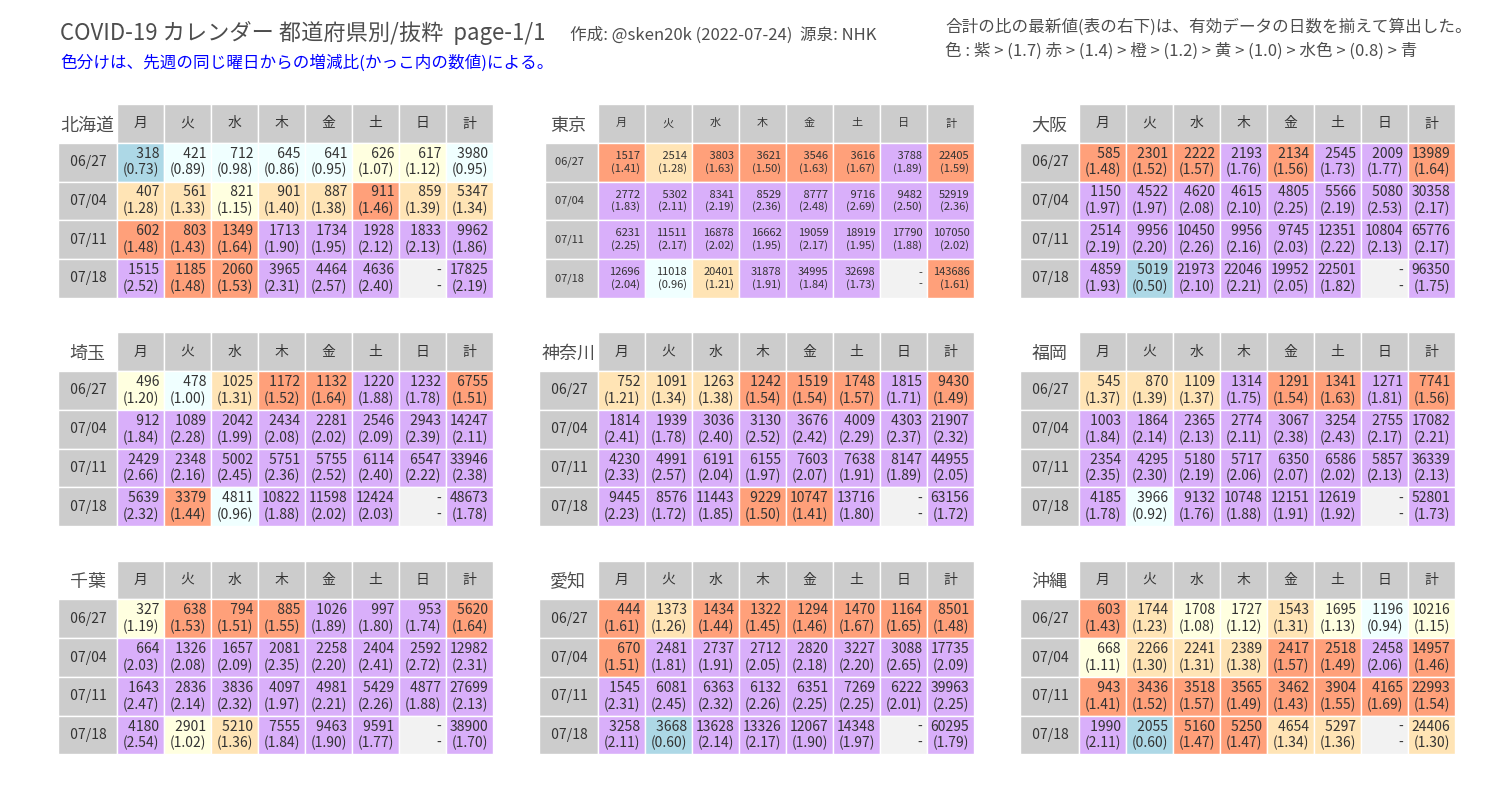 COVID-19 カレンダー 都道府県別/抜粋 page-1/1 作成: @sken20k (2022-07-24) 源泉: NHK
合計の比の最新値(表の右下)は、有効データの日数を揃えて算出した。
色 : 紫 > (1.7) 赤 > (1.4) > 橙 > (1.2) > 黄 > (1.0) > 水色 > (0.8) > 青
色分けは、先週の同じ曜日からの増減比(かっこ内の数値)による。
北海道 月 火 水 木 金 土 日 計
06/27 318 421 712 645 641 626 617 3980
(0.73) (0.89) (0.98) (0.86) (0.95) (1.07) (1.12) (0.95)
07/04 407 561 821 901 887 911 859 5347
(1.28) (1.33) (1.15) (1.40) (1.38) (1.46) (1.39) (1.34)
07/11 602 803 1349 1713 1734 1928 1833 9962
(1.48) (1.43) (1.64) (1.90) (1.95) (2.12) (2.13) (1.86)
07/18 1515 1185 2060 3965 4464 4636 - 17825
(2.52) (1.48) (1.53) (2.31) (2.57) (2.40) - (2.19)
東京 月 火 水 木 金 土 日 計
06/27 1517 2514 3803 3621 3546 3616 3788 22405
(1.41) (1.28) (1.63) (1.50) (1.63) (1.67) (1.89) (1.59)
07/04 2772 5302 8341 8529 8777 9716 9482 52919
(1.83) (2.11) (2.19) (2.36) (2.48) (2.69) (2.50) (2.36)
07/11 6231 11511 16878 16662 19059 18919 17790 107050
(2.25) (2.17) (2.02) (1.95) (2.17) (1.95) (1.88) (2.02)
07/18 12696 11018 20401 31878 34995 32698 - 143686
(2.04) (0.96) (1.21) (1.91) (1.84) (1.73) - (1.61)
大阪 月 火 水 木 金 土 日 計
06/27 585 2301 2222 2193 2134 2545 2009 13989
(1.48) (1.52) (1.57) (1.76) (1.56) (1.73) (1.77) (1.64)
07/04 1150 4522 4620 4615 4805 5566 5080 30358
(1.97) (1.97) (2.08) (2.10) (2.25) (2.19) (2.53) (2.17)
07/11 2514 9956 10450 9956 9745 12351 10804 65776
(2.19) (2.20) (2.26) (2.16) (2.03) (2.22) (2.13) (2.17)
07/18 4859 5019 21973 22046 19952 22501 - 96350
(1.93) (0.50) (2.10) (2.21) (2.05) (1.82) - (1.75)
埼玉 月 火 水 木 金 土 日 計
06/27 496 478 1025 1172 1132 1220 1232 6755
(1.20) (1.00) (1.31) (1.52) (1.64) (1.88) (1.78) (1.51)
07/04 912 1089 2042 2434 2281 2546 2943 14247
(1.84) (2.28) (1.99) (2.08) (2.02) (2.09) (2.39) (2.11)
07/11 2429 2348 5002 5751 5755 6114 6547 33946
(2.66) (2.16) (2.45) (2.36) (2.52) (2.40) (2.22) (2.38)
07/18 5639 3379 4811 10822 11598 12424 - 48673
(2.32) (1.44) (0.96) (1.88) (2.02) (2.03) - (1.78)
神奈川 月 火 水 木 金 土 日 計
06/27 752 1091 1263 1242 1519 1748 1815 9430
(1.21) (1.34) (1.38) (1.54) (1.54) (1.57) (1.71) (1.49)
07/04 1814 1939 3036 3130 3676 4009 4303 21907
(2.41) (1.78) (2.40) (2.52) (2.42) (2.29) (2.37) (2.32)
07/11 4230 4991 6191 6155 7603 7638 8147 44955
(2.33) (2.57) (2.04) (1.97) (2.07) (1.91) (1.89) (2.05)
07/18 9445 8576 11443 9229 10747 13716 - 63156
(2.23) (1.72) (1.85) (1.50) (1.41) (1.80) - (1.72)
福岡 月 火 水 木 金 土 日 計
06/27 545 870 1109 1314 1291 1341 1271 7741
(1.37) (1.39) (1.37) (1.75) (1.54) (1.63) (1.81) (1.56)
07/04 1003 1864 2365 2774 3067 3254 2755 17082
(1.84) (2.14) (2.13) (2.11) (2.38) (2.43) (2.17) (2.21)
07/11 2354 4295 5180 5717 6350 6586 5857 36339
(2.35) (2.30) (2.19) (2.06) (2.07) (2.02) (2.13) (2.13)
07/18 4185 3966 9132 10748 12151 12619 - 52801
(1.78) (0.92) (1.76) (1.88) (1.91) (1.92) - (1.73)
千葉 月 火 水 木 金 土 日 計
06/27 327 638 794 885 1026 997 953 5620
(1.19) (1.53) (1.51) (1.55) (1.89) (1.80) (1.74) (1.64)
07/04 664 1326 1657 2081 2258 2404 2592 12982
(2.03) (2.08) (2.09) (2.35) (2.20) (2.41) (2.72) (2.31)
07/11 1643 2836 3836 4097 4981 5429 4877 27699
(2.47) (2.14) (2.32) (1.97) (2.21) (2.26) (1.88) (2.13)
07/18 4180 2901 5210 7555 9463 9591 - 38900
(2.54) (1.02) (1.36) (1.84) (1.90) (1.77) - (1.70)
愛知 月 火 水 木 金 土 日 計
06/27 444 1373 1434 1322 1294 1470 1164 8501
(1.61) (1.26) (1.44) (1.45) (1.46) (1.67) (1.65) (1.48)
07/04 670 2481 2737 2712 2820 3227 3088 17735
(1.51) (1.81) (1.91) (2.05) (2.18) (2.20) (2.65) (2.09)
07/11 1545 6081 6363 6132 6351 7269 6222 39963
(2.31) (2.45) (2.32) (2.26) (2.25) (2.25) (2.01) (2.25)
07/18 3258 3668 13628 13326 12067 14348 - 60295
(2.11) (0.60) (2.14) (2.17) (1.90) (1.97) - (1.79)
沖縄 月 火 水 木 金 土 日 計
06/27 603 1744 1708 1727 1543 1695 1196 10216
(1.43) (1.23) (1.08) (1.12) (1.31) (1.13) (0.94) (1.15)
07/04 668 2266 2241 2389 2417 2518 2458 14957
(1.11) (1.30) (1.31) (1.38) (1.57) (1.49) (2.06) (1.46)
07/11 943 3436 3518 3565 3462 3904 4165 22993
(1.41) (1.52) (1.57) (1.49) (1.43) (1.55) (1.69) (1.54)
07/18 1990 2055 5160 5250 4654 5297 - 24406
(2.11) (0.60) (1.47) (1.47) (1.34) (1.36) - (1.30)